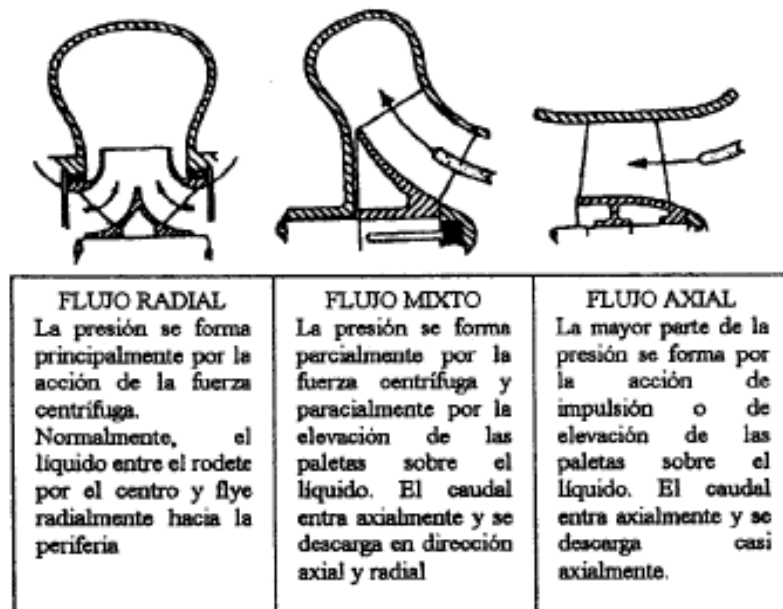 FLUJO RADIAL
La presión se forma
principalmente por la
acción de la fuerza
centrífuga.
Normalmente, el
líquido entre el rodete
por el centro y flye
radialmente hacia la
periferia
FLUJO MIXTO
La presión se forma
parcialmente por la
fuerza centrífuga y
paracialmente por la
elevación de las
paletas sobre el
líquido. El caudal
entra axialmente y se
descarga en dirección
axial y radial
FLUJO AXIAL
La mayor parte de la
presión se forma por
la acción de
impulsión o de
elevación de las
paletas sobre el
líquido. El caudal
entra axialmente y se
descarga casi
axialmente.